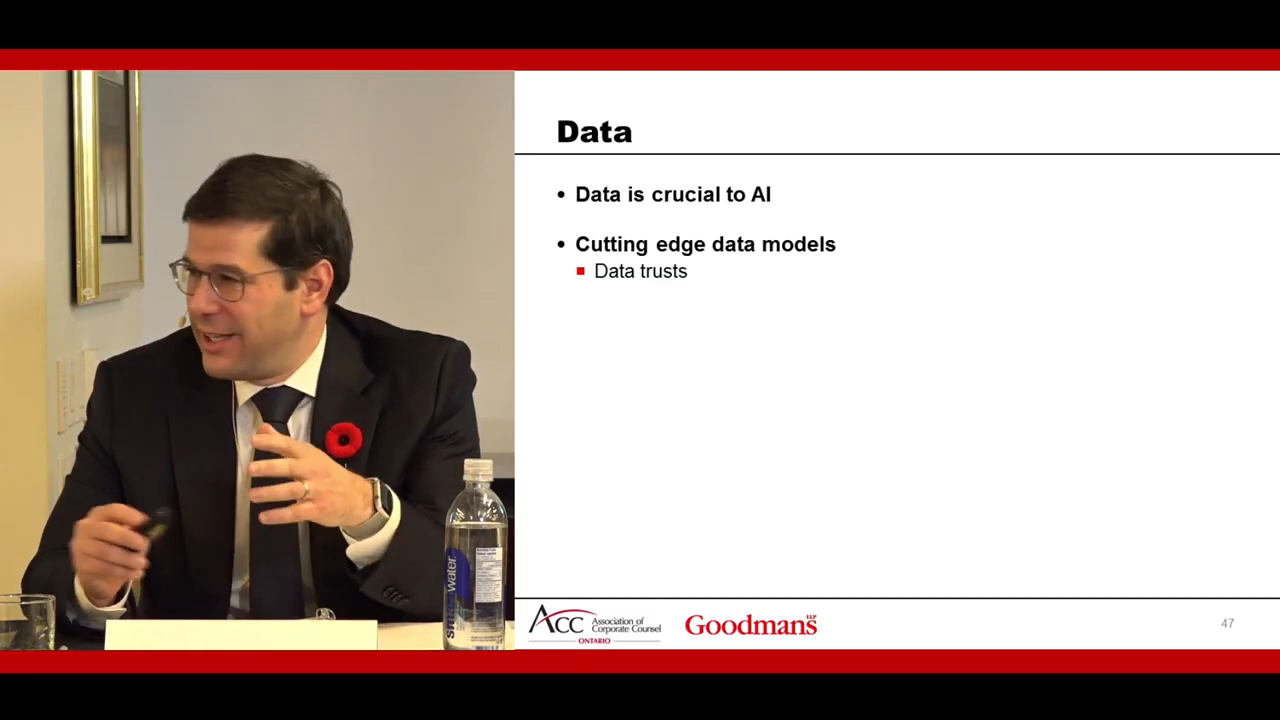 Data
• Data is crucial to AI
• Cutting edge data models
▪ Data trusts
ACC Association of
Corporate Counsel
ONTARIO
Goodmans LLP
47
smartwater